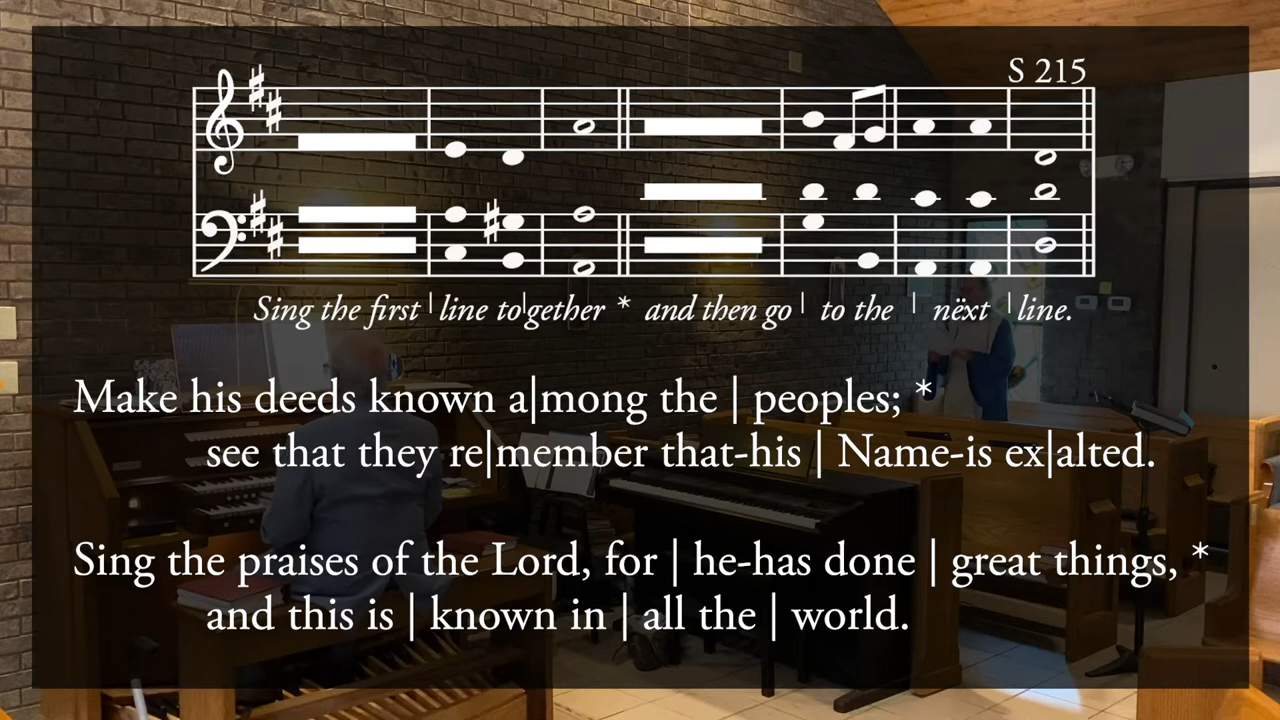 S 215
Sing the first | line to|gether * and then go | to the | nëxt | line.
Make his deeds known a|mong the | peoples; *
see that they re|member that-his | Name-is ex|alted.
Sing the praises of the Lord, for | he-has done | great things, *
and this is | known in | all the | world.